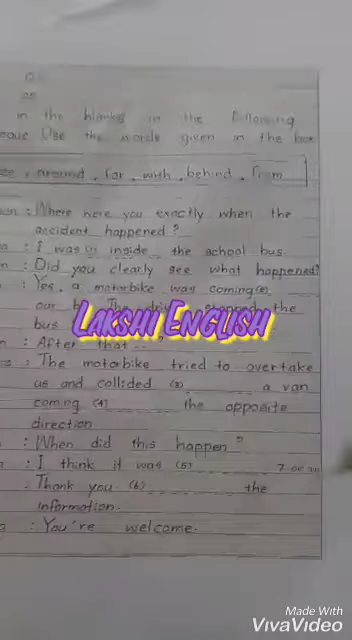 in the blanks in the following
Use the words given in the box
around, for, with, behind, from
: Where were you exactly when the
accident happened?
: I was (1) inside the school bus.
: Did you clearly see what happened?
: Yes, a motorbike was coming (2)
our The stopped the
bus
LAKSHI ENGLISH
: After that --?
: The motorbike tried to overtake
us and collided (3) _ _ _ _ _ a van
coming (4) _ _ _ _ _ the opposite
direction
: When did this happen?
: I think it was (5) _ _ _ _ _ 7.00 am
: Thank you (6) _ _ _ _ _ the
information.
: You're welcome.
Made With
VivaVideo